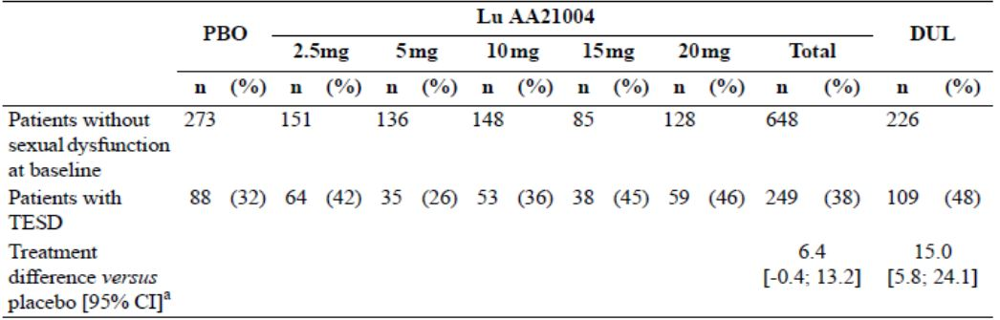 Lu AA21004
PBO DUL
2.5mg 5mg 10mg 15mg 20mg Total
n (%) n (%) n (%) n (%) n (%) n (%) n (%) n (%)
Patients without 273 151 136 148 85 128 648 226
sexual dysfunction
at baseline
Patients with 88 (32) 64 (42) 35 (26) 53 (36) 38 (45) 59 (46) 249 (38) 109 (48)
TESD
Treatment 6.4 15.0
difference versus [-0.4; 13.2] [5.8; 24.1]
placebo [95% CI]a